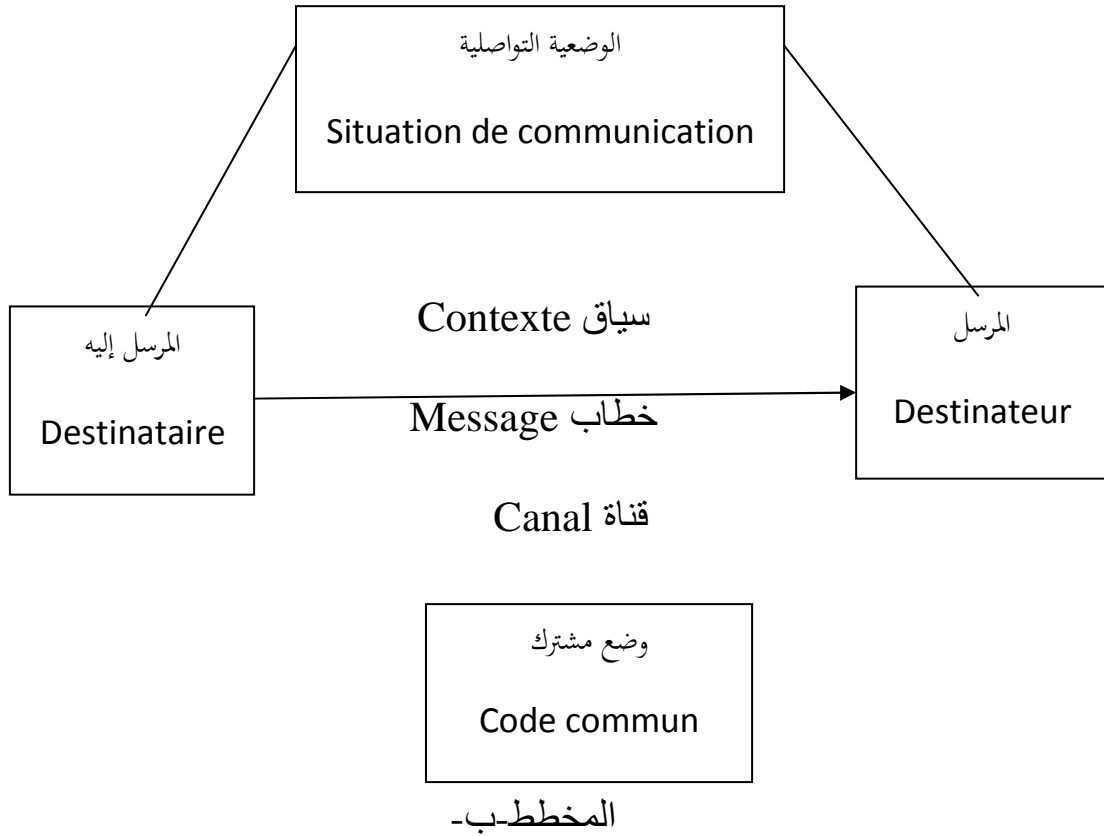 الوضعية التواصلية
Situation de communication
المرسل
Destinateur
سياق Contexte
خطاب Message
قناة Canal
المرسل إليه
Destinataire
وضع مشترك
Code commun
المخطط-ب-